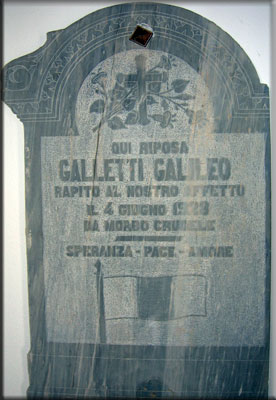 QUI RIPOSA
GALLETTI GALILEO
RAPITO AL NOSTRO AFFETTO
IL 4 GIUGNO
DA MORBO CRUDELE
SPERANZA - PACE - AMORE